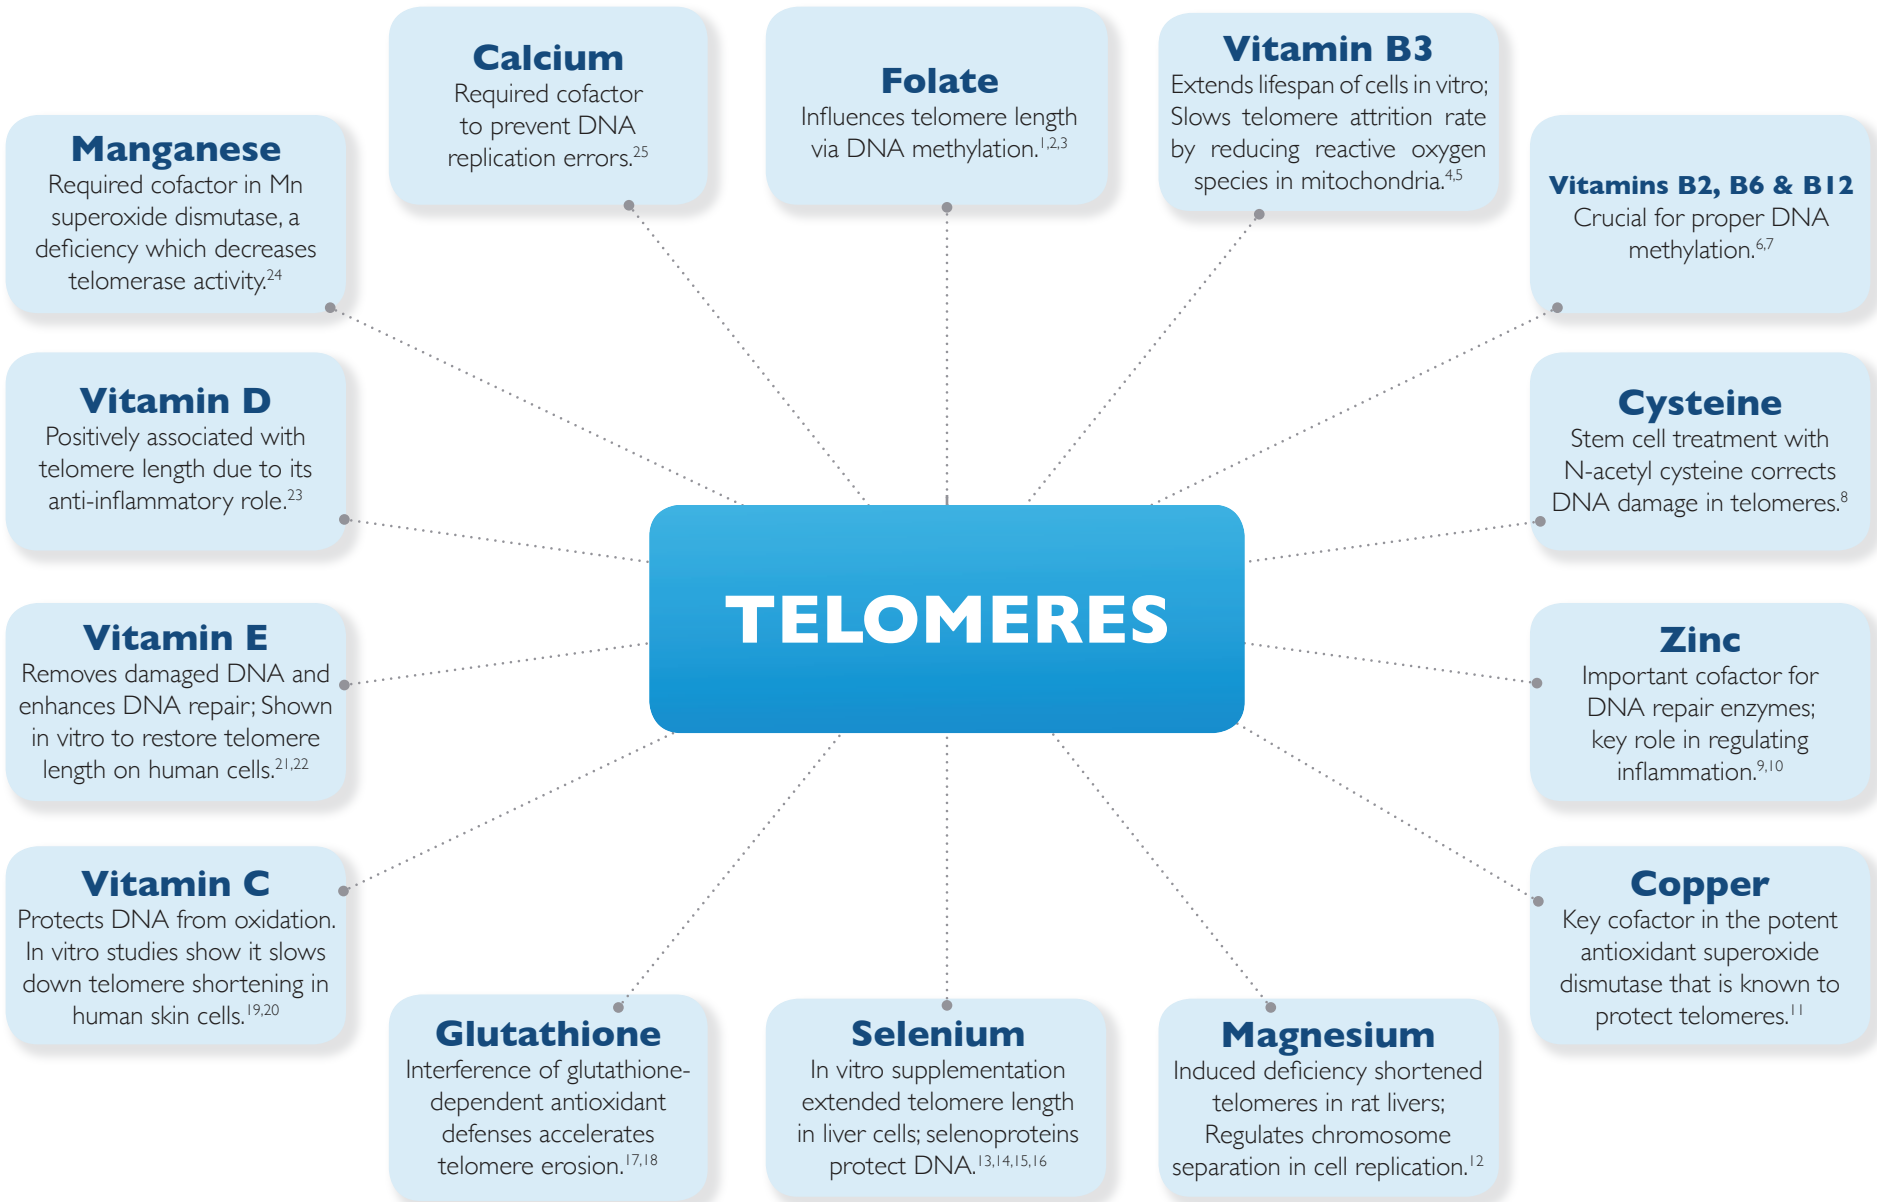 Calcium
Required cofactor
to prevent DNA
replication errors.25
Folate
Influences telomere length
via DNA methylation.1,2,3
Vitamin B3
Extends lifespan of cells in vitro;
Slows telomere attrition rate
by reducing reactive oxygen
species in mitochondria.4,5
Manganese
Required cofactor in Mn
superoxide dismutase, a
deficiency which decreases
telomerase activity.24
Vitamins B2, B6 & B12
Crucial for proper DNA
methylation.6,7
Vitamin D
Positively associated with
telomere length due to its
anti-inflammatory role.23
Cysteine
Stem cell treatment with
N-acetyl cysteine corrects
DNA damage in telomeres.8
TELOMERES
Vitamin E
Removes damaged DNA and
enhances DNA repair; Shown
in vitro to restore telomere
length on human cells.21,22
Zinc
Important cofactor for
DNA repair enzymes;
key role in regulating
inflammation.9,10
Vitamin C
Protects DNA from oxidation.
In vitro studies show it slows
down telomere shortening in
human skin cells.19,20
Copper
Key cofactor in the potent
antioxidant superoxide
dismutase that is known to
protect telomeres.11
Glutathione
Interference of glutathione-
dependent antioxidant
defenses accelerates
telomere erosion.17,18
Selenium
In vitro supplementation
extended telomere length
in liver cells; selenoproteins
protect DNA.13,14,15,16
Magnesium
Induced deficiency shortened
telomeres in rat livers;
Regulates chromosome
separation in cell replication.12